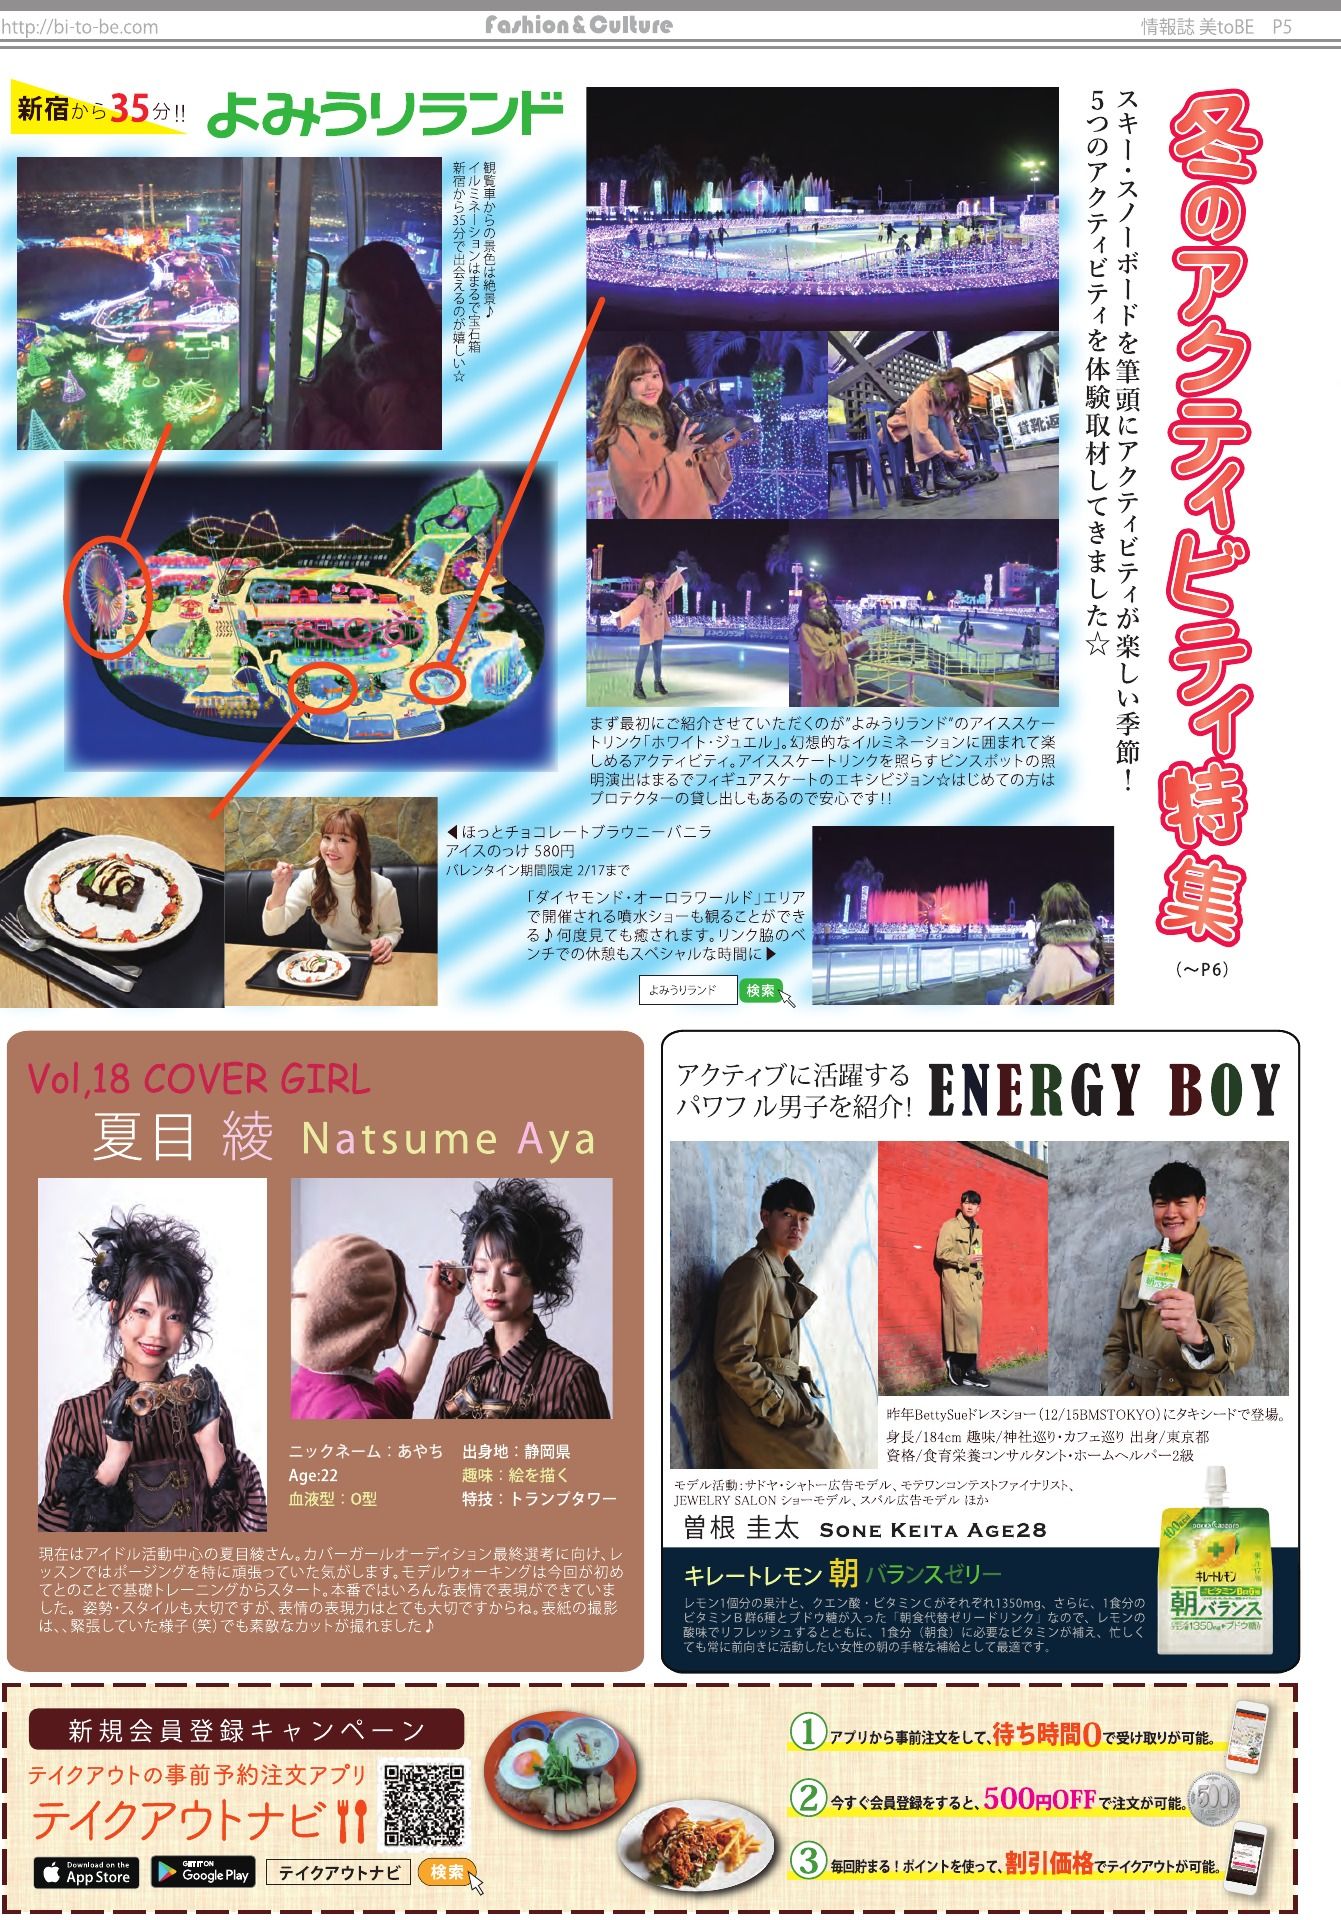 http://bi-to-be.com
Fashion & Culture
情報誌 美toBE P5
冬のアクティビティ特集
(〜P6)
スキー・スノーボードを筆頭にアクティビティが楽しい季節!
5つのアクティビティを体験取材してきました☆
新宿から35分!!
よみうりランド
観覧車からの景色は絶景♪
イルミネーションはまるで宝石箱
新宿から35分で出会えるのが嬉しい☆
貸靴返
よみうりランド
まず最初にご紹介させていただくのが"よみうりランド"のアイススケー
トリンク「ホワイト・ジュエル」。幻想的なイルミネーションに囲まれて楽
しめるアクティビティ。アイススケートリンクを照らすピンスポットの照
明演出はまるでフィギュアスケートのエキシビジョン☆はじめての方は
プロテクターの貸し出しもあるので安心です!!
◀ほっとチョコレートブラウニーバニラ
アイスのっけ 580円
バレンタイン期間限定 2/17まで
「ダイヤモンド・オーロラワールド」エリア
で開催される噴水ショーも観ることができ
る♪何度見ても癒されます。リンク脇のベ
ンチでの休憩もスペシャルな時間に▶
よみうりランド 検索
Vol,18 COVER GIRL
夏目 綾 Natsume Aya
ニックネーム:あやち 出身地:静岡県
Age:22 趣味:絵を描く
血液型:O型 特技:トランプタワー
現在はアイドル活動中心の夏目綾さん。カバーガールオーディション最終選考に向け、レ
ッスンではポージングを特に頑張っていた気がします。モデルウォーキングは今回が初め
てとのことで基礎トレーニングからスタート。本番ではいろんな表情で表現ができていま
した。姿勢・スタイルも大切ですが、表情の表現力はとても大切ですからね。表紙の撮影
は、、緊張していた様子(笑)でも素敵なカットが撮れました♪
アクティブに活躍する
パワフル男子を紹介!
ENERGY BOY
昨年BettySueドレスショー(12/15BMSTOKYO)にタキシードで登場。
身長/184cm 趣味/神社巡り・カフェ巡り 出身/東京都
資格/食育栄養コンサルタント・ホームヘルパー2級
モデル活動:サドヤ・シャトー広告モデル、モテワンコンテストファイナリスト、
JEWELRY SALON ショーモデル、スバル広告モデル ほか
曽根 圭太 SONE KEITA AGE28
キレートレモン 朝 バランスゼリー
レモン1個分の果汁と、クエン酸・ビタミンCがそれぞれ1350mg、さらに、1食分の
ビタミンB群6種とブドウ糖が入った「朝食代替ゼリードリンク」なので、レモンの
酸味でリフレッシュするとともに、1食分(朝食)に必要なビタミンが補え、忙しく
ても常に前向きに活動したい女性の朝の手軽な補給として最適です。
100kcal
POKKA SAPPORO
キレートレモン
朝バランス
1350mg+ブドウ糖
新規会員登録キャンペーン
テイクアウトの事前予約注文アプリ
テイクアウトナビ
Download on the
App Store
GET IT ON
Google Play
テイクアウトナビ 検索
1 アプリから事前注文をして、待ち時間0で受け取りが可能。
2 今すぐ会員登録をすると、500円OFFで注文が可能。
500
3 毎回貯まる!ポイントを使って、割引価格でテイクアウトが可能。